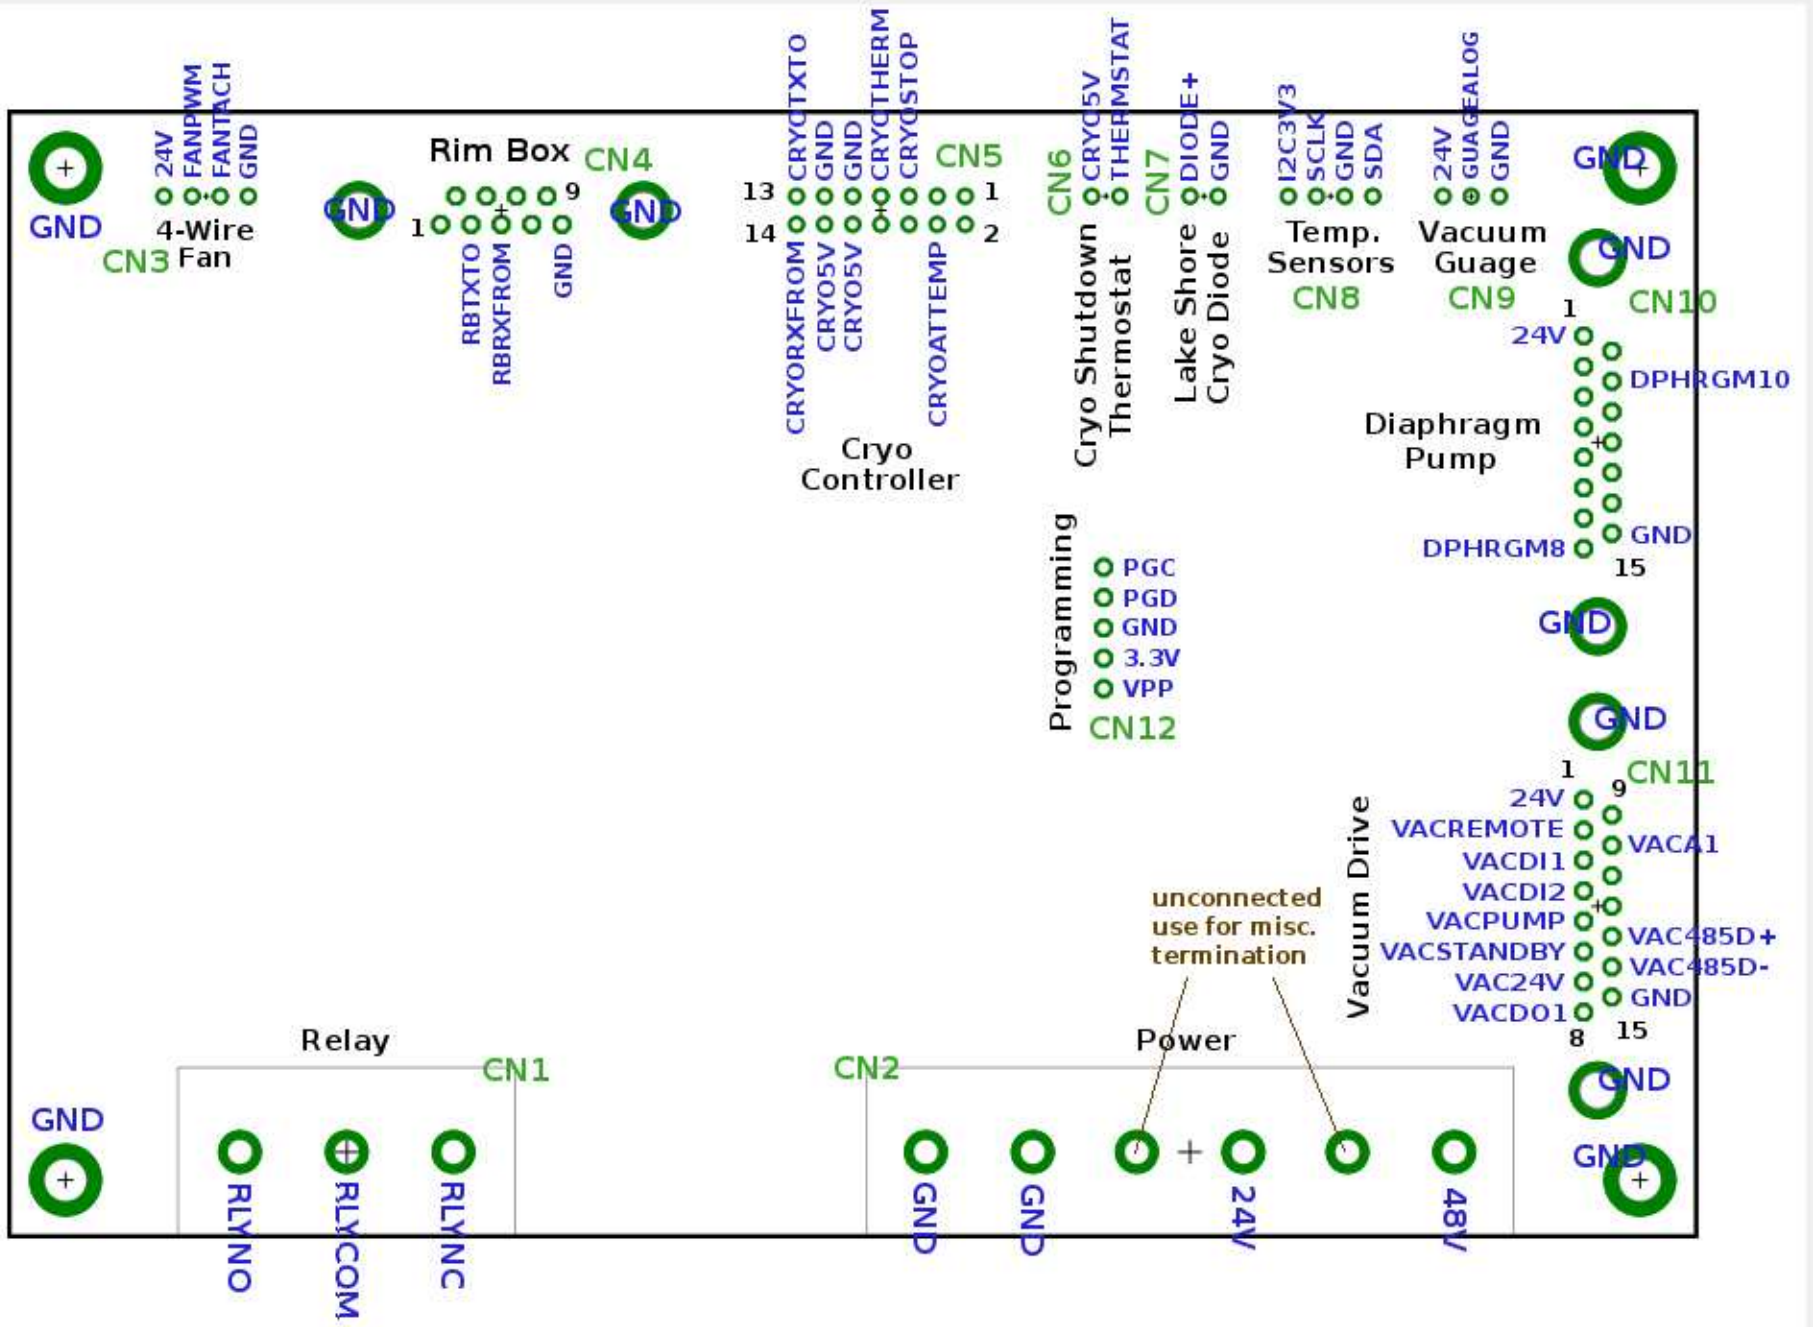 24V
FANPWM
FANTACH
GND
GND
4-Wire
Fan
CN3
Rim Box
CN4
9
1
GND
GND
RBTXTO
RBRXFROM
GND
CRYOTXTO
GND
GND
CRYOTHERM
CRYOSTOP
CN5
13
1
14
2
CRYORXFROM
CRYO5V
CRYO5V
CRYOATTEMP
Cryo
Controller
CN6
CRYO5V
THERMSTAT
Cryo Shutdown
Thermostat
CN7
DIODE+
GND
Lake Shore
Cryo Diode
I2C3V3
SCLK
GND
SDA
Temp.
Sensors
CN8
24V
GUAGEALOG
GND
Vacuum
Guage
CN9
GND
GND
CN10
1
24V
DPHRGM10
Diaphragm
Pump
GND
DPHRGM8
15
Programming
PGC
PGD
GND
3.3V
VPP
CN12
GND
GND
CN11
1
9
24V
VACREMOTE
VACA1
VACDI1
VACDI2
VACPUMP
VAC485D+
VACSTANDBY
VAC485D-
VAC24V
GND
VACDO1
8
15
Vacuum Drive
unconnected
use for misc.
termination
GND
GND
GND
Relay
CN1
RLYNO
RLYCOM
RLYNC
Power
CN2
GND
GND
24V
48V